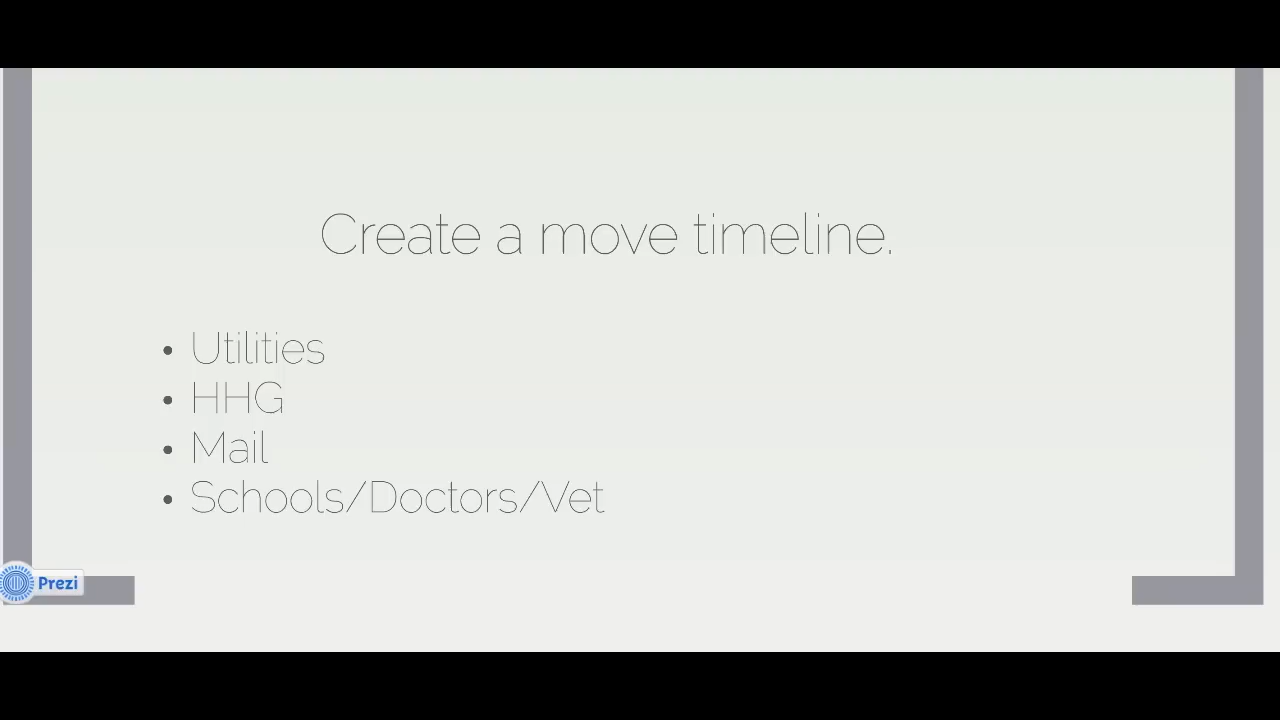 Create a move timeline.
• Utilities
• HHG
• Mail
• Schools/Doctors/Vet
Prezi